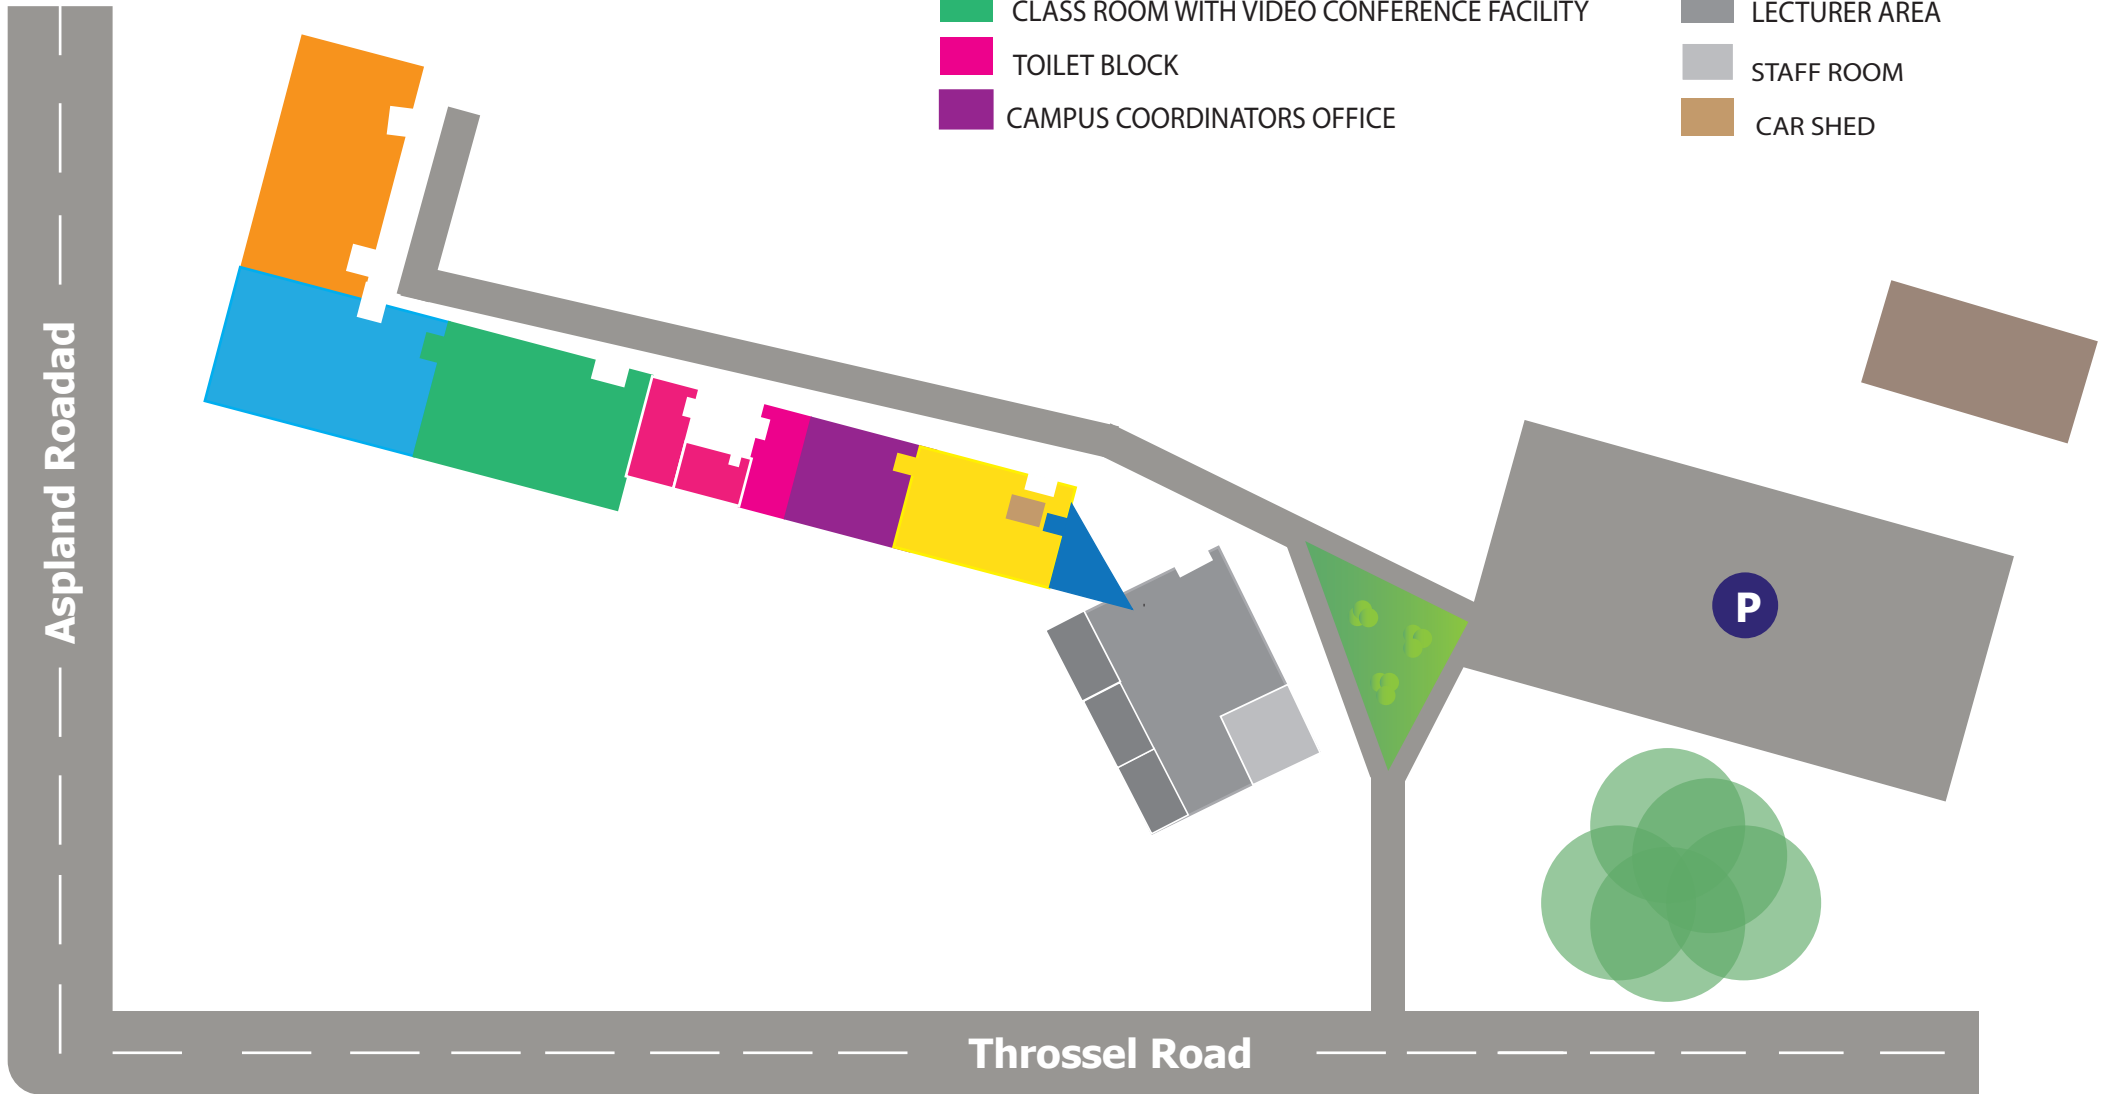 CLASS ROOM WITH VIDEO CONFERENCE FACILITY
LECTURER AREA
TOILET BLOCK
STAFF ROOM
CAMPUS COORDINATORS OFFICE
CAR SHED
Aspland Roadad
P
Throssel Road